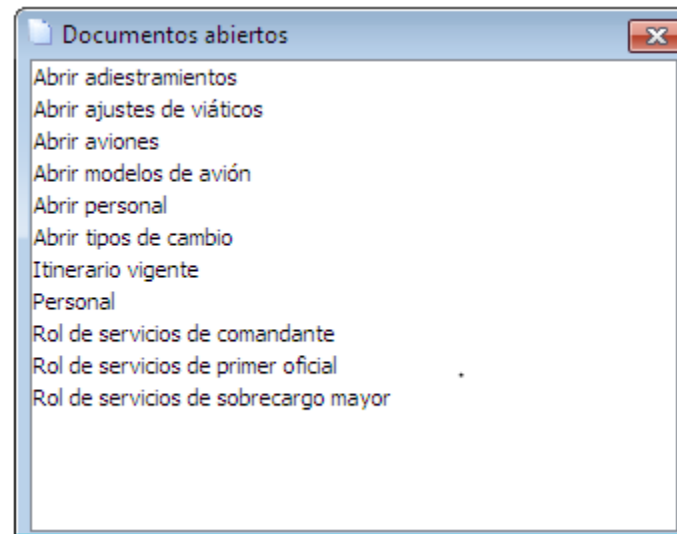 Documentos abiertos
Abrir adiestramientos
Abrir ajustes de viáticos
Abrir aviones
Abrir modelos de avión
Abrir personal
Abrir tipos de cambio
Itinerario vigente
Personal
Rol de servicios de comandante
Rol de servicios de primer oficial
Rol de servicios de sobrecargo mayor